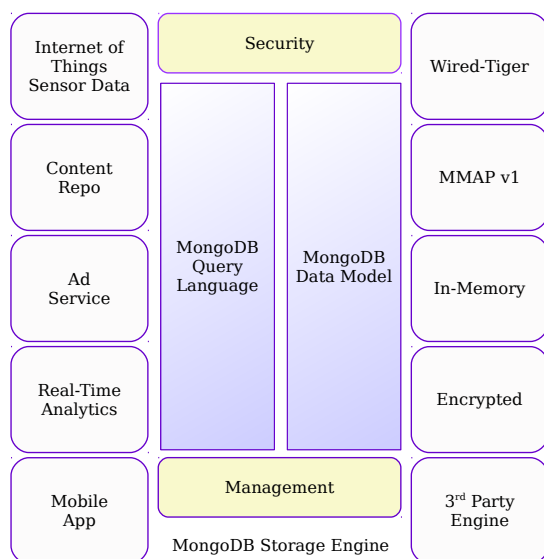 Internet of
Things
Sensor Data
Content
Repo
Ad
Service
Real-Time
Analytics
Mobile
App
Security
MongoDB
Query
Language
MongoDB
Data Model
Management
MongoDB Storage Engine
Wired-Tiger
MMAP v1
In-Memory
Encrypted
3rd Party
Engine